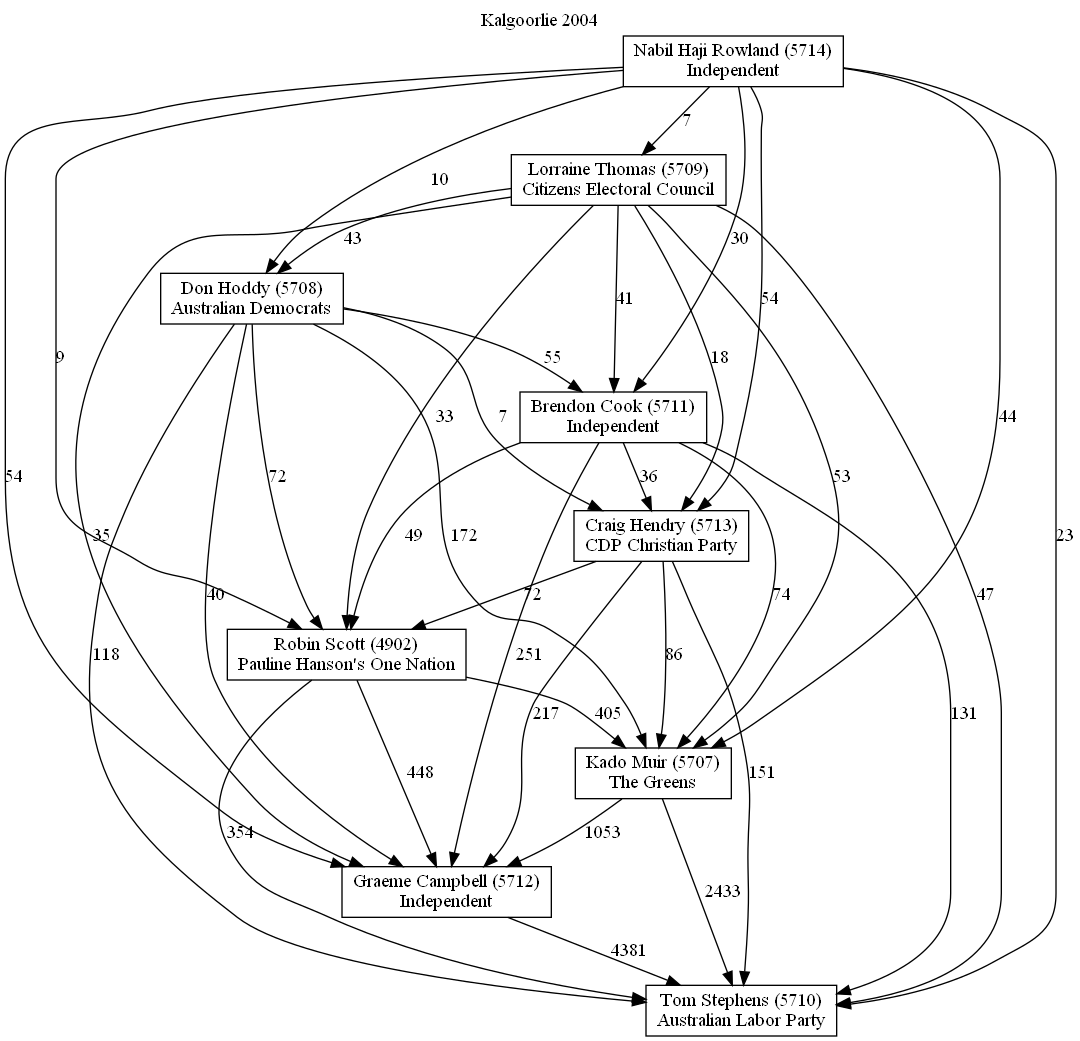 Kalgoorlie 2004
Nabil Haji Rowland (5714)
Independent
7
Lorraine Thomas (5709)
Citizens Electoral Council
10
43
30
Don Hoddy (5708)
Australian Democrats
41
54
9
55
18
Brendon Cook (5711)
Independent
33
7
44
54
72
36
53
Craig Hendry (5713)
CDP Christian Party
35
49
172
23
40
72
74
47
Robin Scott (4902)
Pauline Hanson's One Nation
118
251
86
217
405
131
Kado Muir (5707)
The Greens
448
151
354
1053
Graeme Campbell (5712)
Independent
2433
4381
Tom Stephens (5710)
Australian Labor Party